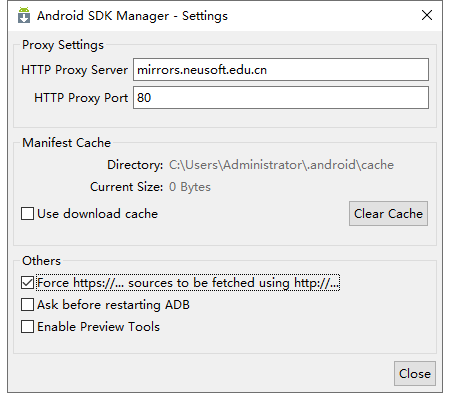 Android SDK Manager - Settings
Proxy Settings
HTTP Proxy Server mirrors.neusoft.edu.cn
HTTP Proxy Port 80
Manifest Cache
Directory: C:\Users\Administrator\.android\cache
Current Size: 0 Bytes
Use download cache Clear Cache
Others
Force https://... sources to be fetched using http://...
Ask before restarting ADB
Enable Preview Tools
Close